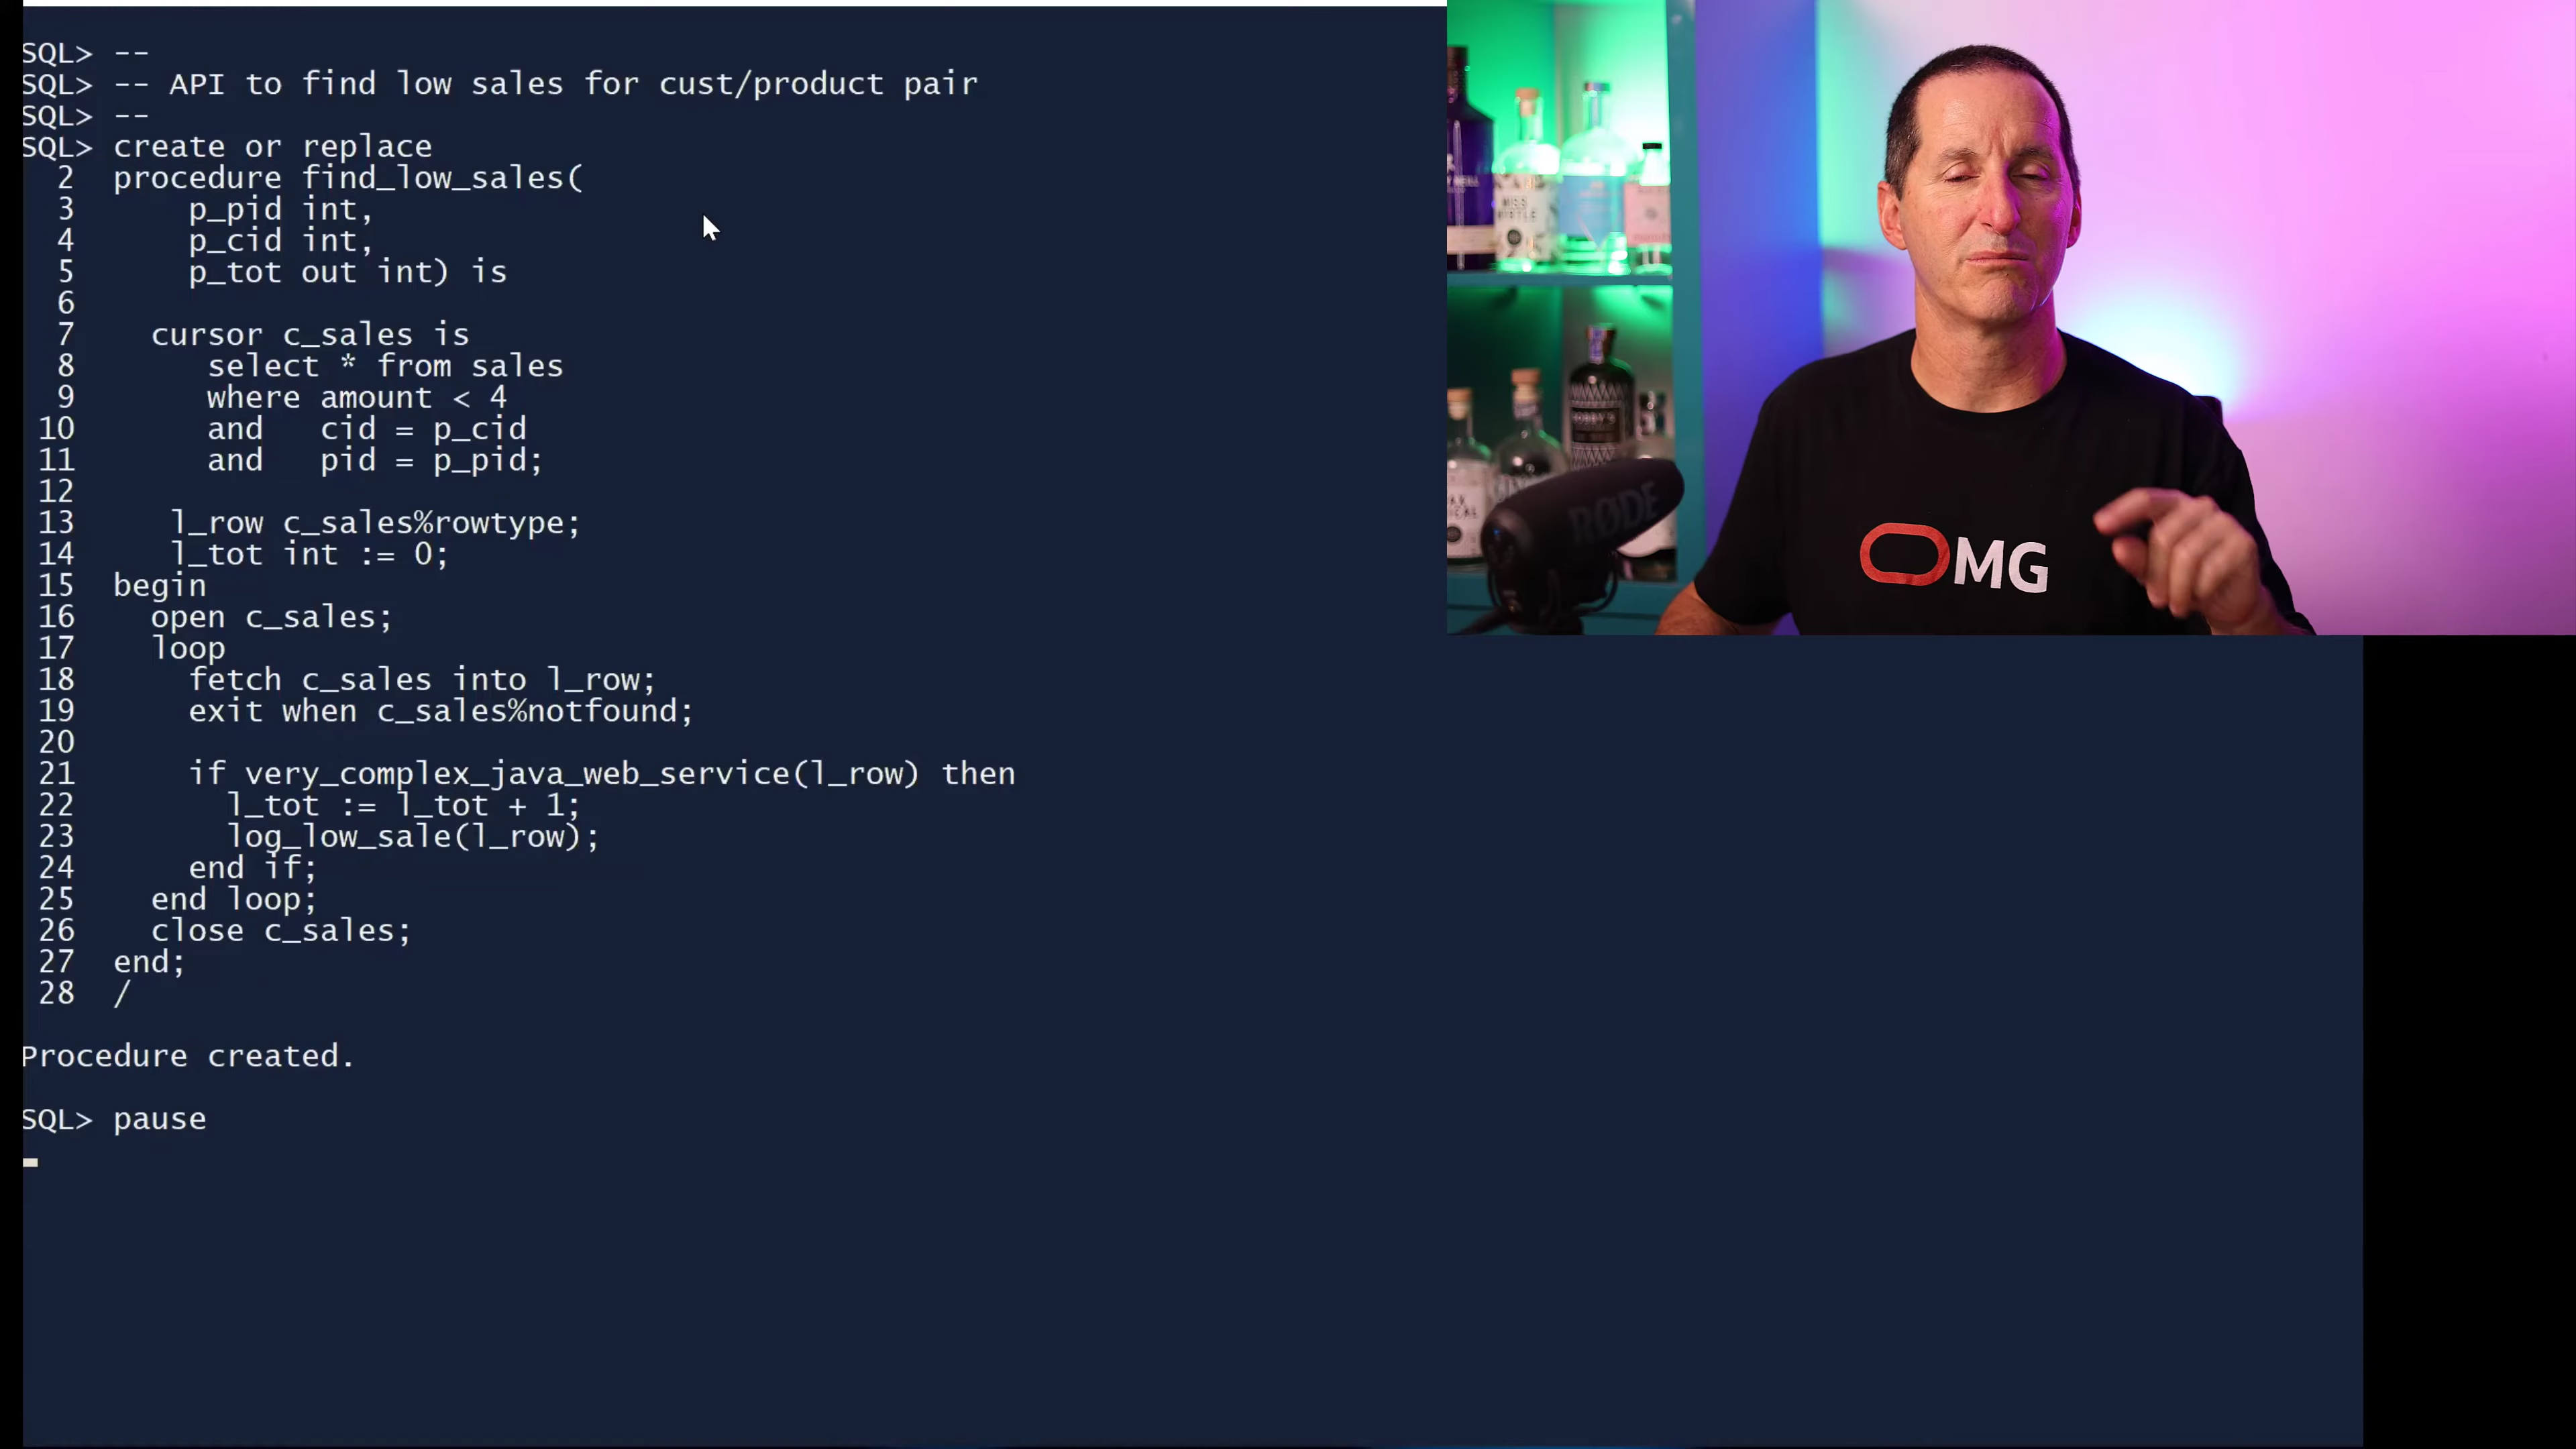 SQL> --
SQL> -- API to find low sales for cust/product pair
SQL> --
SQL> create or replace
2 procedure find_low_sales(
3 p_pid int,
4 p_cid int,
5 p_tot out int) is
6
7 cursor c_sales is
8 select * from sales
9 where amount < 4
10 and cid = p_cid
11 and pid = p_pid;
12
13 l_row c_sales%rowtype;
14 l_tot int := 0;
15 begin
16 open c_sales;
17 loop
18 fetch c_sales into l_row;
19 exit when c_sales%notfound;
20
21 if very_complex_java_web_service(l_row) then
22 l_tot := l_tot + 1;
23 log_low_sale(l_row);
24 end if;
25 end loop;
26 close c_sales;
27 end;
28 /
Procedure created.
SQL> pause
MISS
RØDE
OMG